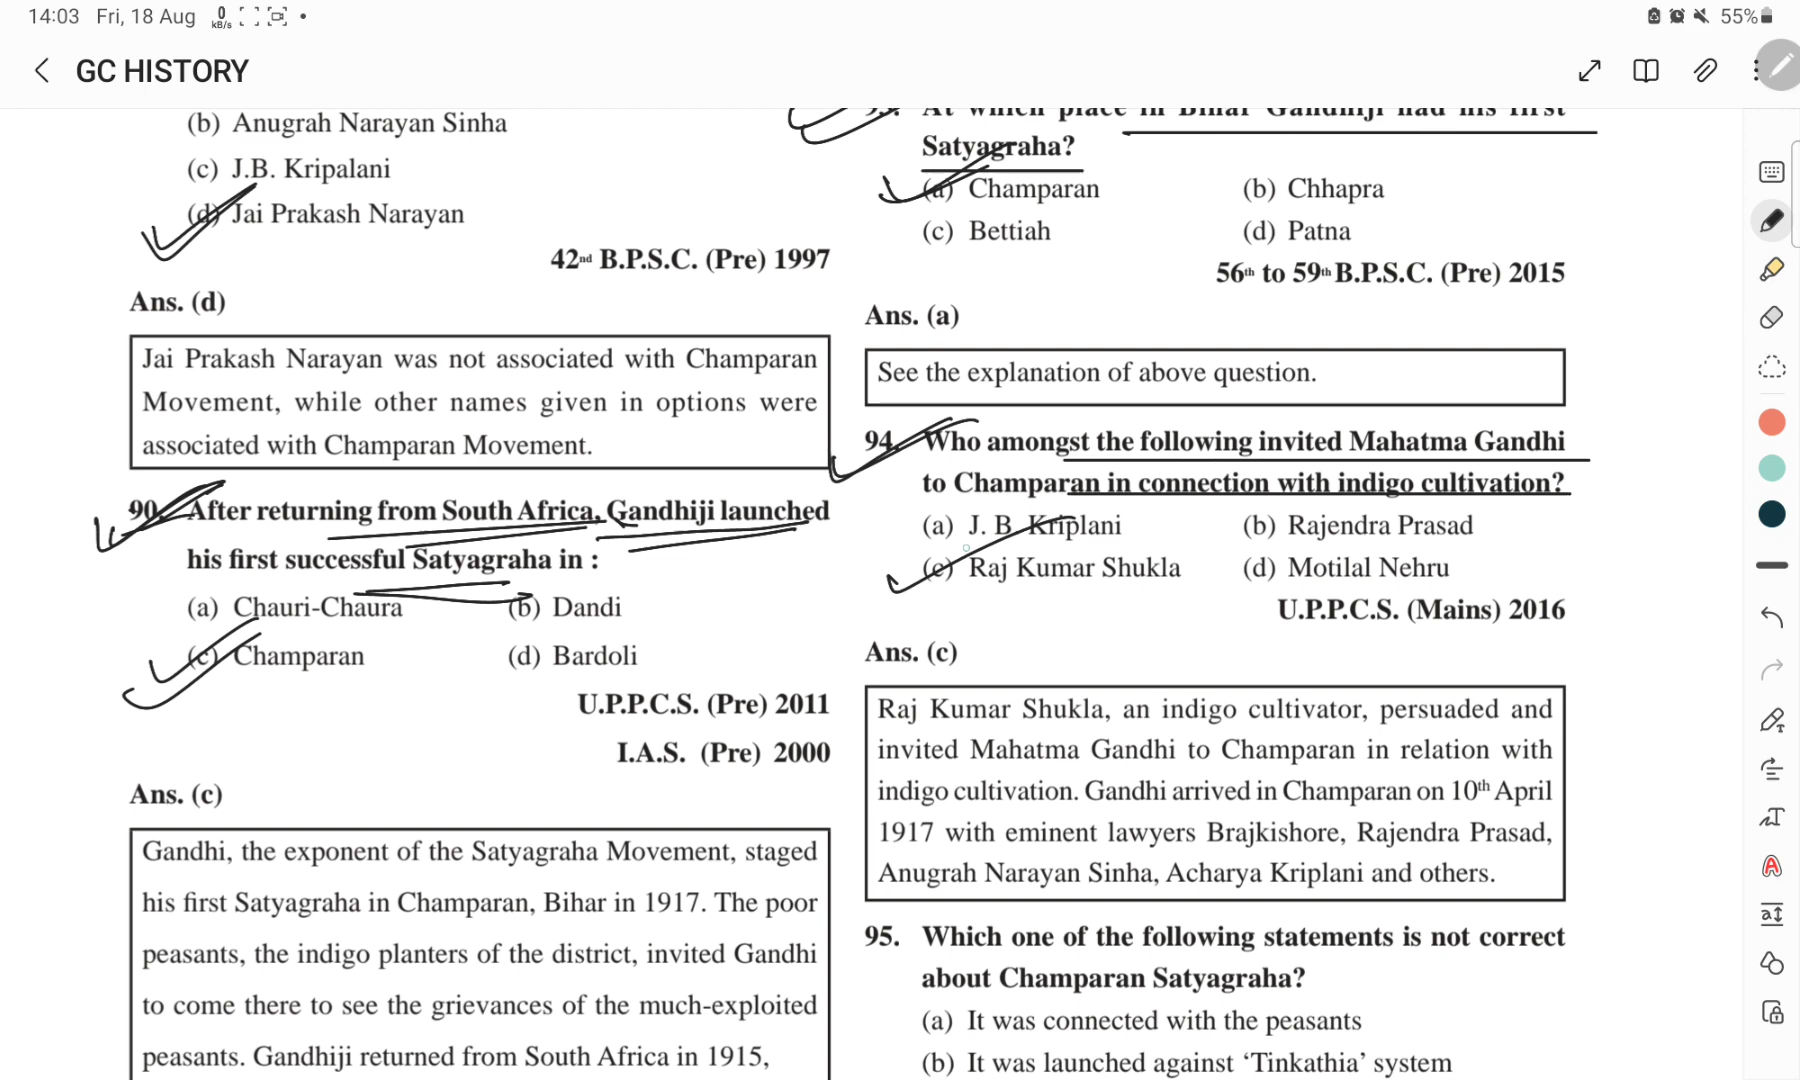 14:03 Fri, 18 Aug 0 kB/s 55%
GC HISTORY
(b) Anugrah Narayan Sinha
(c) J.B. Kripalani
(d) Jai Prakash Narayan
42nd B.P.S.C. (Pre) 1997
Ans. (d)
Jai Prakash Narayan was not associated with Champaran
Movement, while other names given in options were
associated with Champaran Movement.
90. After returning from South Africa, Gandhiji launched
his first successful Satyagraha in :
(a) Chauri-Chaura (b) Dandi
(c) Champaran (d) Bardoli
U.P.P.C.S. (Pre) 2011
I.A.S. (Pre) 2000
Ans. (c)
Gandhi, the exponent of the Satyagraha Movement, staged
his first Satyagraha in Champaran, Bihar in 1917. The poor
peasants, the indigo planters of the district, invited Gandhi
to come there to see the grievances of the much-exploited
peasants. Gandhiji returned from South Africa in 1915,
At which place in Bihar Gandhiji had his first
Satyagraha?
(a) Champaran (b) Chhapra
(c) Bettiah (d) Patna
56th to 59th B.P.S.C. (Pre) 2015
Ans. (a)
See the explanation of above question.
94. Who amongst the following invited Mahatma Gandhi
to Champaran in connection with indigo cultivation?
(a) J. B. Kriplani (b) Rajendra Prasad
(c) Raj Kumar Shukla (d) Motilal Nehru
U.P.P.C.S. (Mains) 2016
Ans. (c)
Raj Kumar Shukla, an indigo cultivator, persuaded and
invited Mahatma Gandhi to Champaran in relation with
indigo cultivation. Gandhi arrived in Champaran on 10th April
1917 with eminent lawyers Brajkishore, Rajendra Prasad,
Anugrah Narayan Sinha, Acharya Kriplani and others.
95. Which one of the following statements is not correct
about Champaran Satyagraha?
(a) It was connected with the peasants
(b) It was launched against ‘Tinkathia’ system